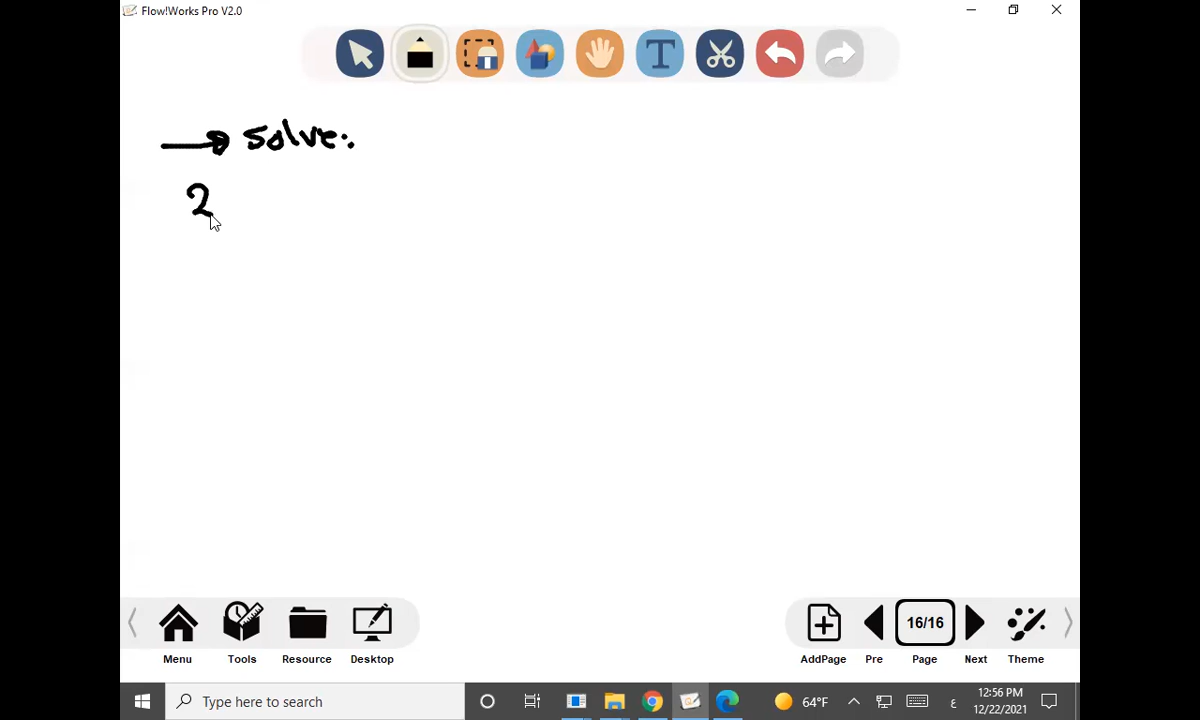 Flow!Works Pro V2.0
→ solve:.
2
16/16
Menu Tools Resource Desktop AddPage Pre Page Next Theme
Type here to search 64°F ع 12:56 PM
12/22/2021